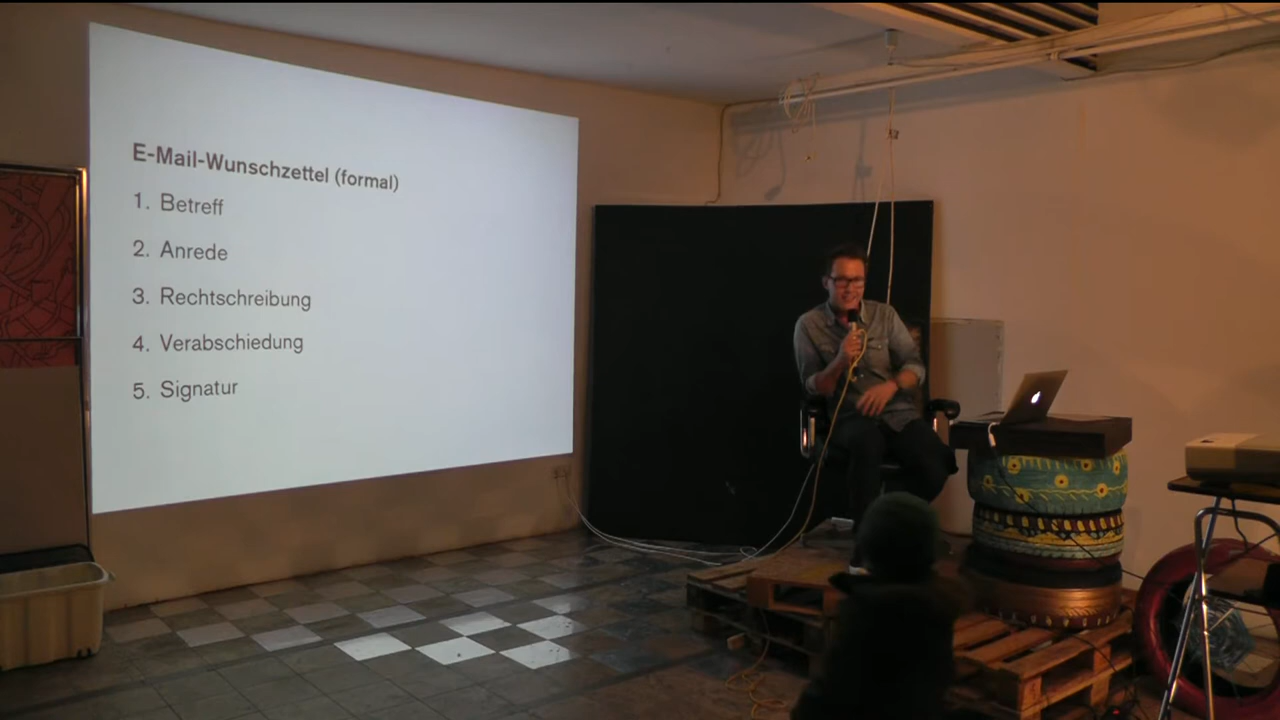 E-Mail-Wunschzettel (formal)
1. Betreff
2. Anrede
3. Rechtschreibung
4. Verabschiedung
5. Signatur